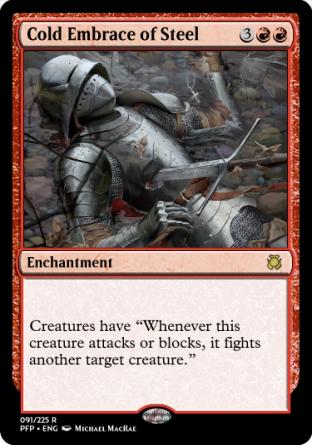 Cold Embrace of Steel 3
Enchantment
Creatures have “Whenever this
creature attacks or blocks, it fights
another target creature.”
091/225 R
PFP • ENG Michael MacRae